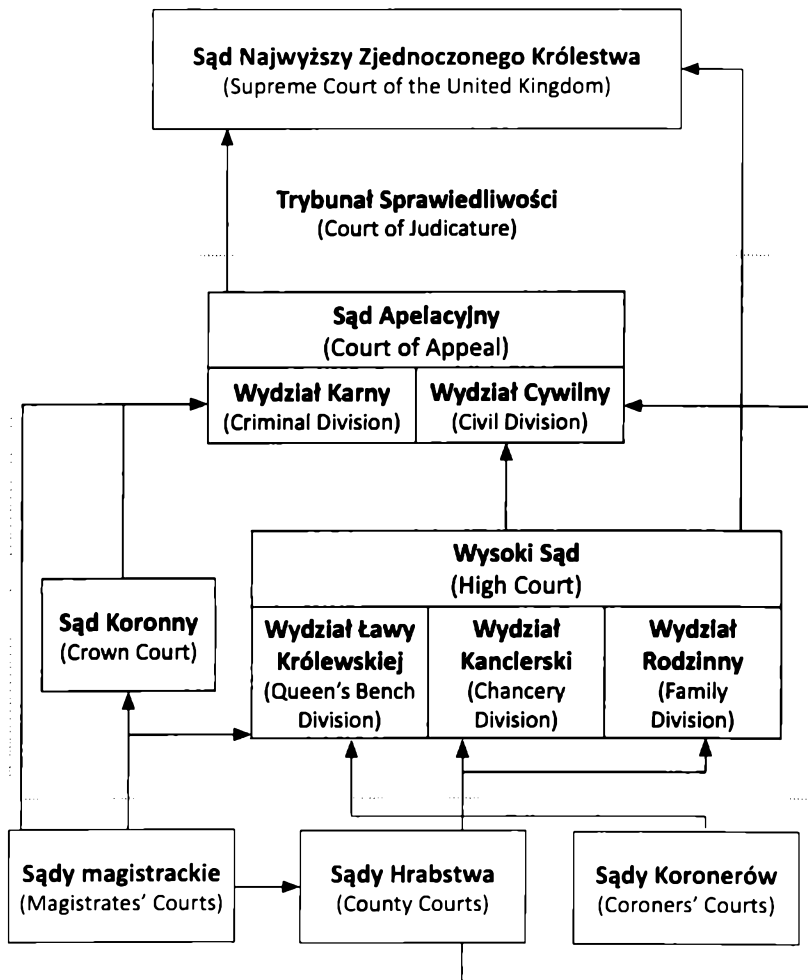 Sąd Najwyższy Zjednoczonego Królestwa
(Supreme Court of the United Kingdom)
Trybunał Sprawiedliwości
(Court of Judicature)
Sąd Apelacyjny
(Court of Appeal)
Wydział Karny
(Criminal Division)
Wydział Cywilny
(Civil Division)
Wysoki Sąd
(High Court)
Sąd Koronny
(Crown Court)
Wydział Ławy
Królewskiej
(Queen's Bench
Division)
Wydział
Kanclerski
(Chancery
Division)
Wydział
Rodzinny
(Family
Division)
Sądy magistrackie
(Magistrates' Courts)
Sądy Hrabstwa
(County Courts)
Sądy Koronerów
(Coroners' Courts)